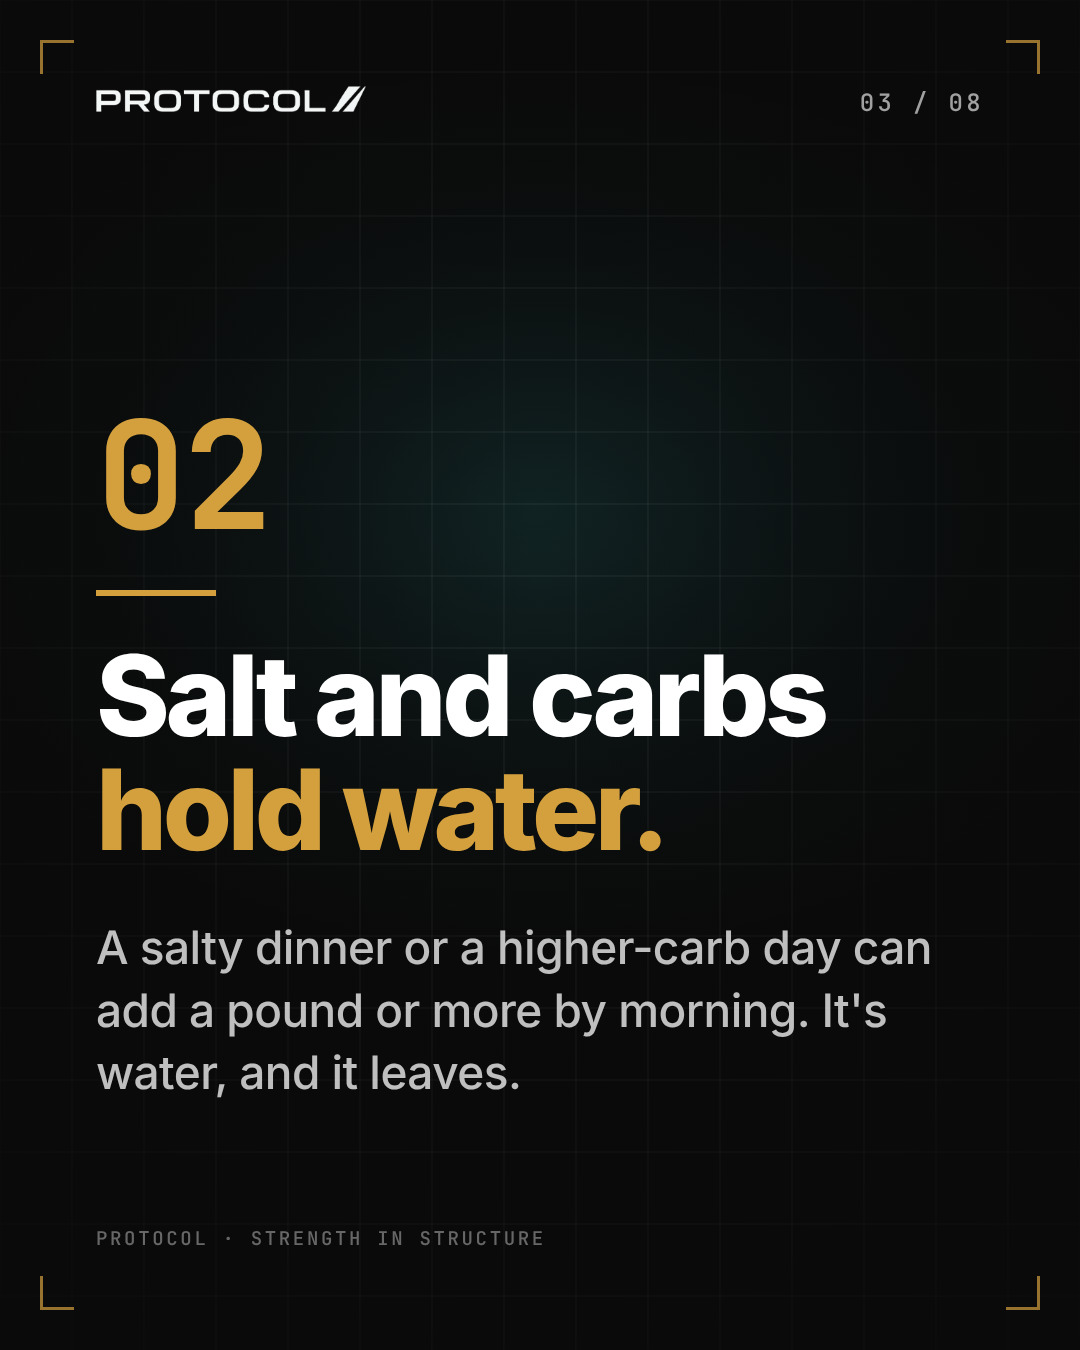 PROTOCOL
03 / 08
02
Salt and carbs
hold water.
A salty dinner or a higher-carb day can
add a pound or more by morning. It's
water, and it leaves.
PROTOCOL · STRENGTH IN STRUCTURE